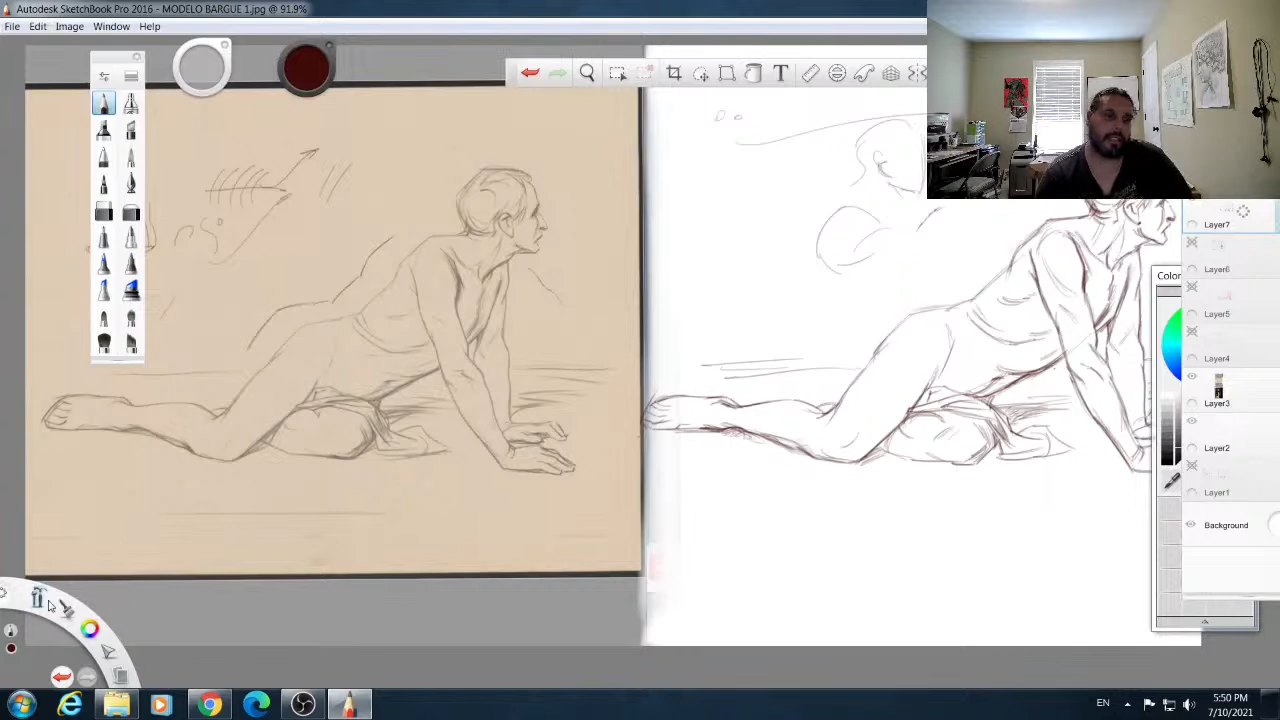 Autodesk SketchBook Pro 2016 - MODELO BARGUE 1.jpg @ 91.9%
File Edit Image Window Help
T
Layer7
Layer6
Layer5
Layer4
Layer3
Layer2
Layer1
Background
Colo
EN
5:50 PM
7/10/2021